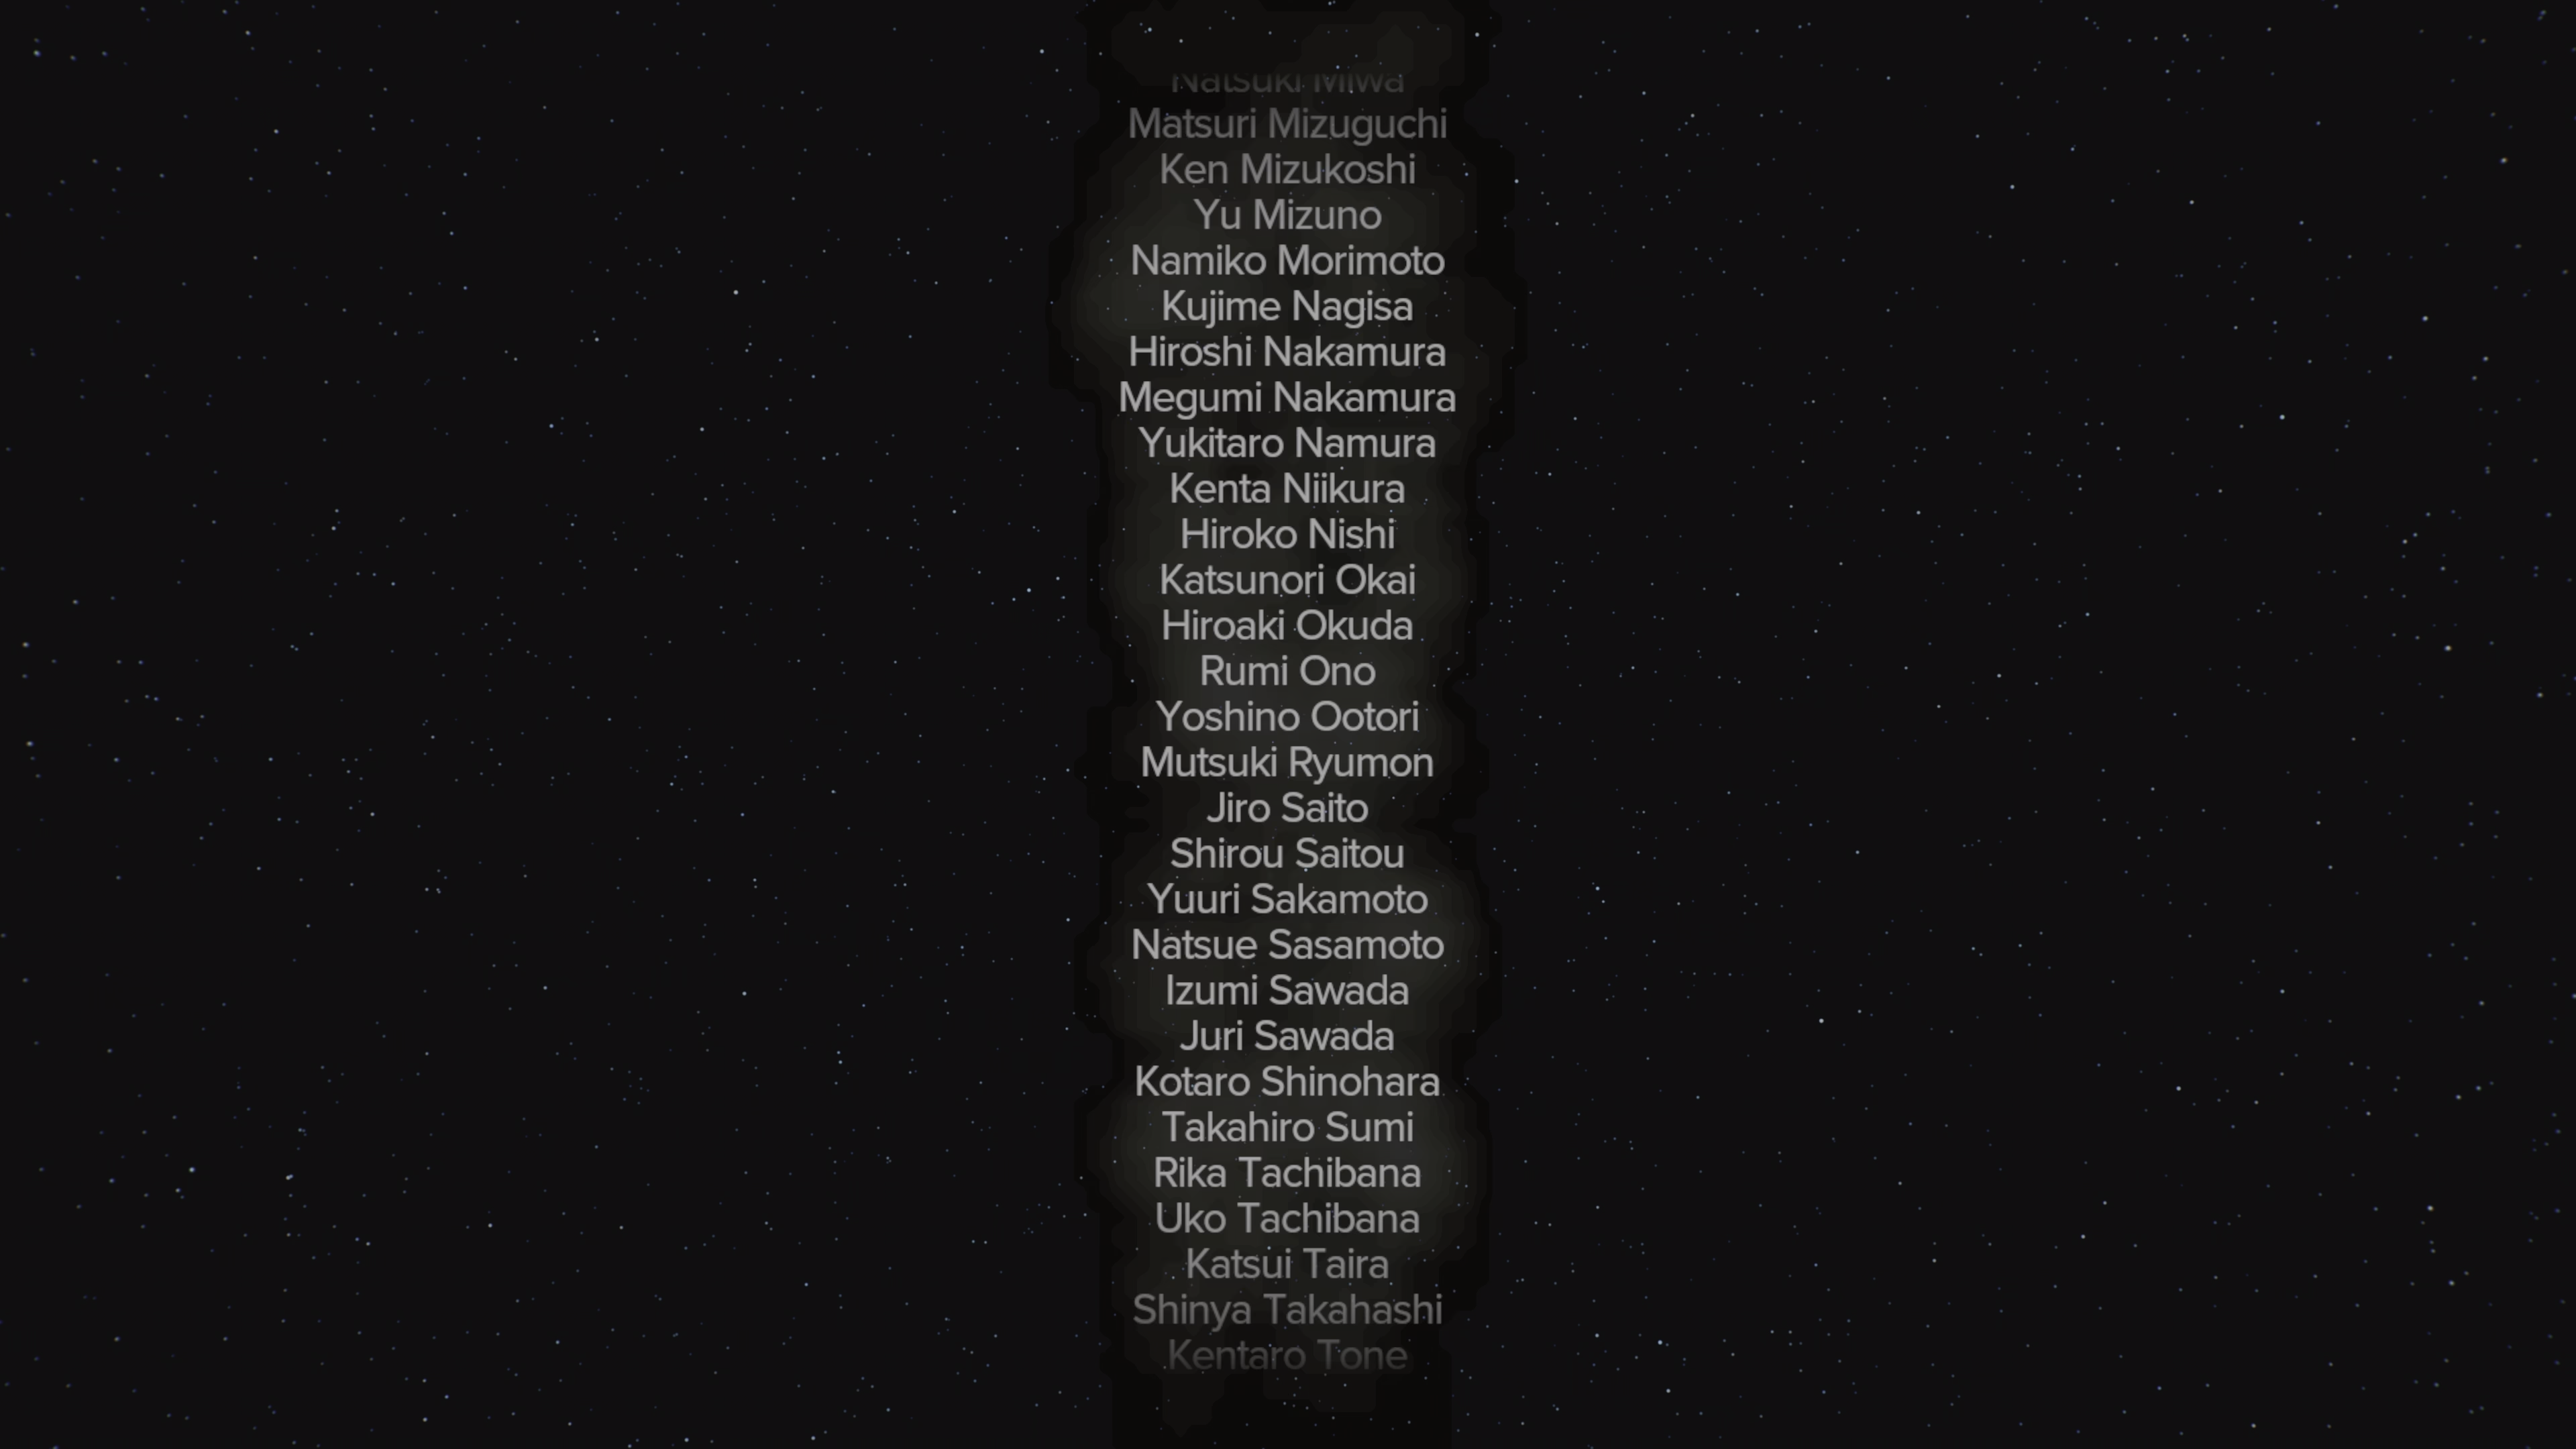 Natsuki Miwa
Matsuri Mizuguchi
Ken Mizukoshi
Yu Mizuno
Namiko Morimoto
Kujime Nagisa
Hiroshi Nakamura
Megumi Nakamura
Yukitaro Namura
Kenta Niikura
Hiroko Nishi
Katsunori Okai
Hiroaki Okuda
Rumi Ono
Yoshino Ootori
Mutsuki Ryumon
Jiro Saito
Shirou Saitou
Yuuri Sakamoto
Natsue Sasamoto
Izumi Sawada
Juri Sawada
Kotaro Shinohara
Takahiro Sumi
Rika Tachibana
Uko Tachibana
Katsui Taira
Shinya Takahashi
Kentaro Tone